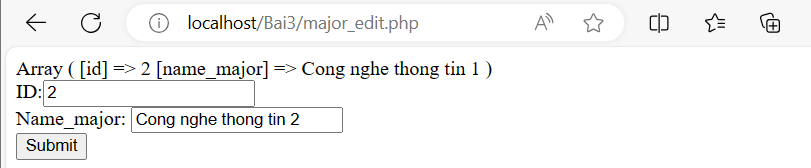 localhost/Bai3/major_edit.php
Array ( [id] => 2 [name_major] => Cong nghe thong tin 1 )
ID: 2
Name_major: Cong nghe thong tin 2
Submit